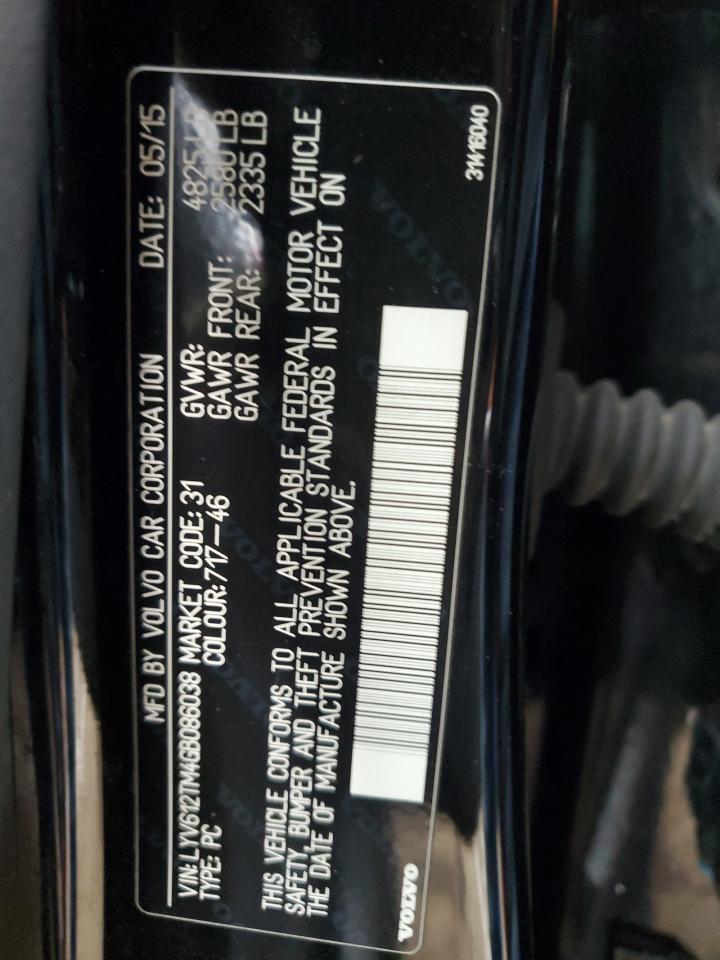 MFD BY VOLVO CAR CORPORATION DATE: 05/15
VIN: LYV612TM4GB086038 MARKET CODE: 31 GVWR: 4825 LB
TYPE: PC COLOUR: 717-46 GAWR FRONT: 2580 LB
GAWR REAR: 2335 LB
THIS VEHICLE CONFORMS TO ALL APPLICABLE FEDERAL MOTOR VEHICLE
SAFETY, BUMPER AND THEFT PREVENTION STANDARDS IN EFFECT ON
THE DATE OF MANUFACTURE SHOWN ABOVE.
VOLVO 31416040